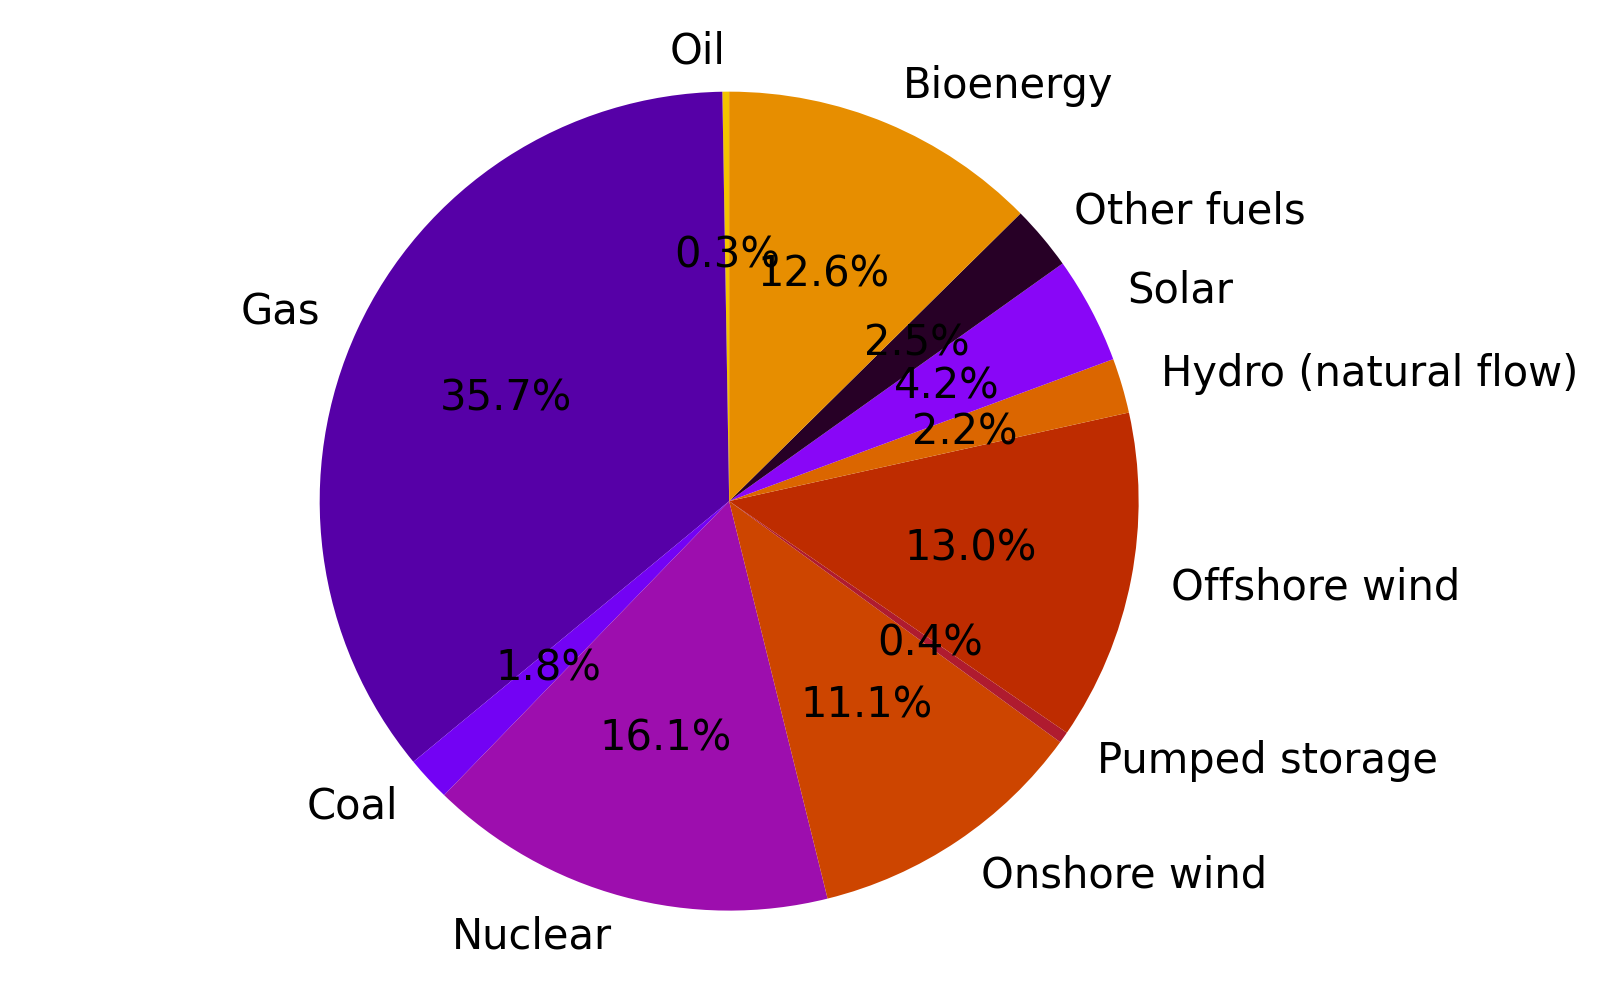 Oil
Bioenergy
Other fuels
Solar
Hydro (natural flow)
Offshore wind
Pumped storage
Onshore wind
Nuclear
Coal
Gas
0.3%
12.6%
2.5%
4.2%
2.2%
13.0%
0.4%
11.1%
16.1%
1.8%
35.7%